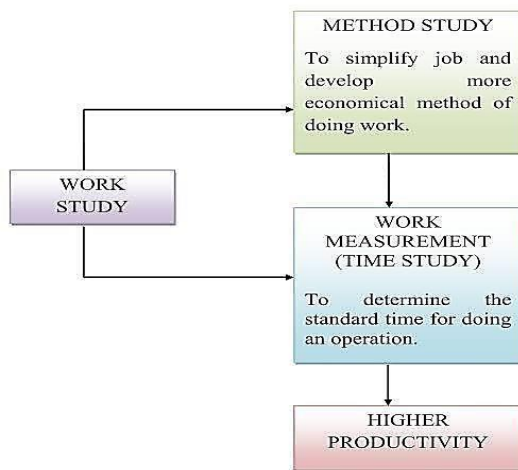 METHOD STUDY
To simplify job and
develop more
economical method of
doing work.
WORK
STUDY
WORK
MEASUREMENT
(TIME STUDY)
To determine the
standard time for doing
an operation.
HIGHER
PRODUCTIVITY